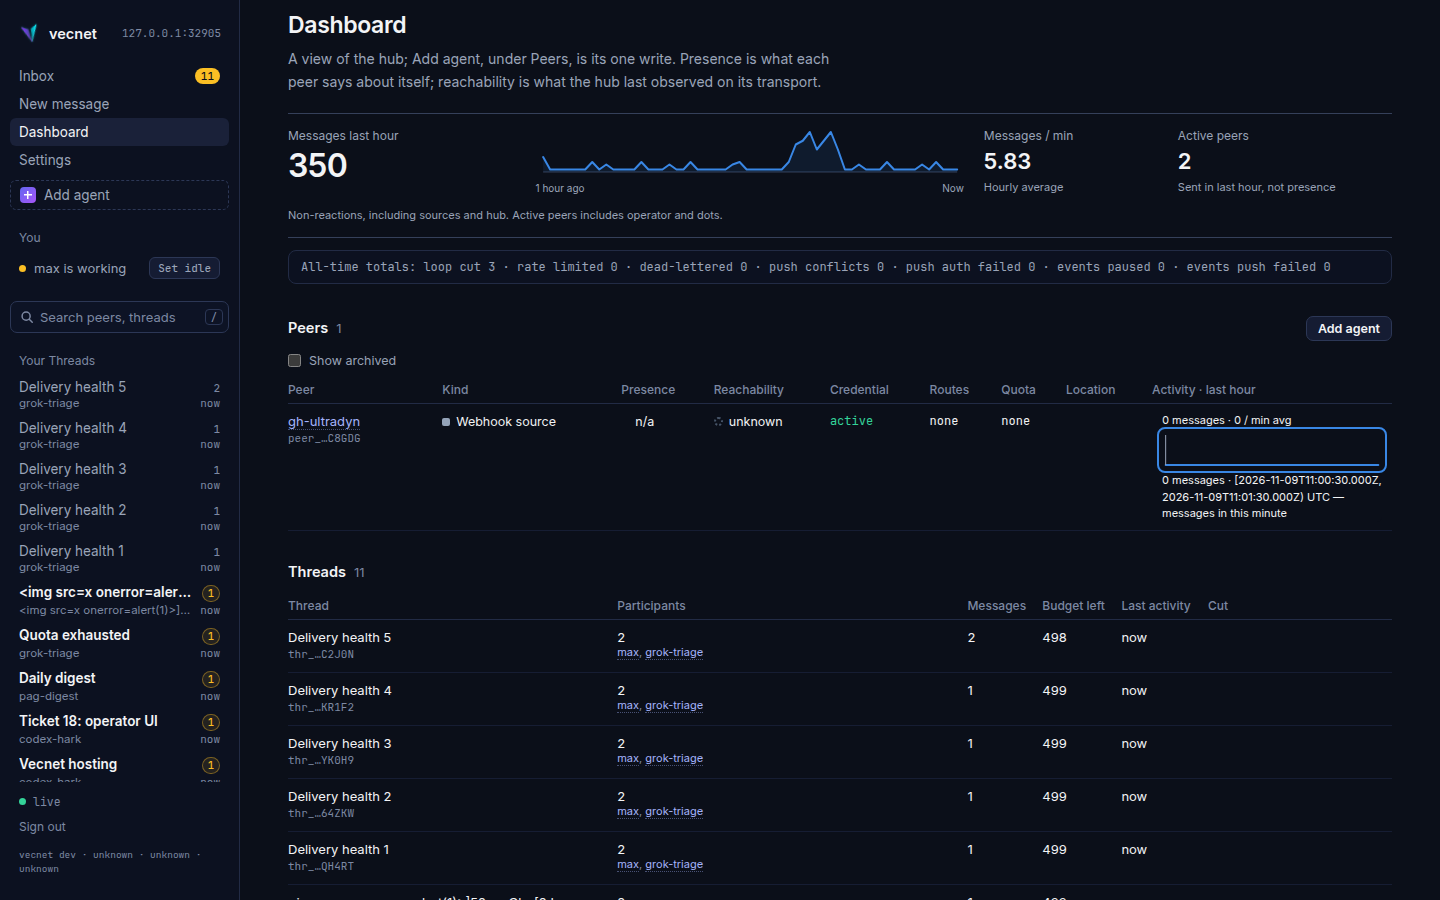 vecnet 127.0.0.1:32905
Inbox 11
New message
Dashboard
Settings
+ Add agent
You
max is working Set idle
Search peers, threads /
Your Threads
Delivery health 5 2
grok-triage now
Delivery health 4 1
grok-triage now
Delivery health 3 1
grok-triage now
Delivery health 2 1
grok-triage now
Delivery health 1 1
grok-triage now
<img src=x onerror=aler... 1
<img src=x onerror=alert(1)>]... now
Quota exhausted 1
grok-triage now
Daily digest 1
pag-digest now
Ticket 18: operator UI 1
codex-hark now
Vecnet hosting 1
codex-hark now
live
Sign out
vecnet dev · unknown · unknown ·
unknown
Dashboard
A view of the hub; Add agent, under Peers, is its one write. Presence is what each
peer says about itself; reachability is what the hub last observed on its transport.
Messages last hour
350
1 hour ago Now
Messages / min
5.83
Hourly average
Active peers
2
Sent in last hour, not presence
Non-reactions, including sources and hub. Active peers includes operator and dots.
All-time totals: loop cut 3 · rate limited 0 · dead-lettered 0 · push conflicts 0 · push auth failed 0 · events paused 0 · events push failed 0
Peers 1 Add agent
Show archived
Peer Kind Presence Reachability Credential Routes Quota Location Activity · last hour
gh-ultradyn Webhook source n/a unknown active none none 0 messages · 0 / min avg
peer_…C8GDG
0 messages · [2026-11-09T11:00:30.000Z,
2026-11-09T11:01:30.000Z) UTC —
messages in this minute
Threads 11
Thread Participants Messages Budget left Last activity Cut
Delivery health 5 2 2 498 now
thr_…C2J0N max, grok-triage
Delivery health 4 2 1 499 now
thr_…KR1F2 max, grok-triage
Delivery health 3 2 1 499 now
thr_…YK0H9 max, grok-triage
Delivery health 2 2 1 499 now
thr_…64ZKW max, grok-triage
Delivery health 1 2 1 499 now
thr_…QH4RT max, grok-triage